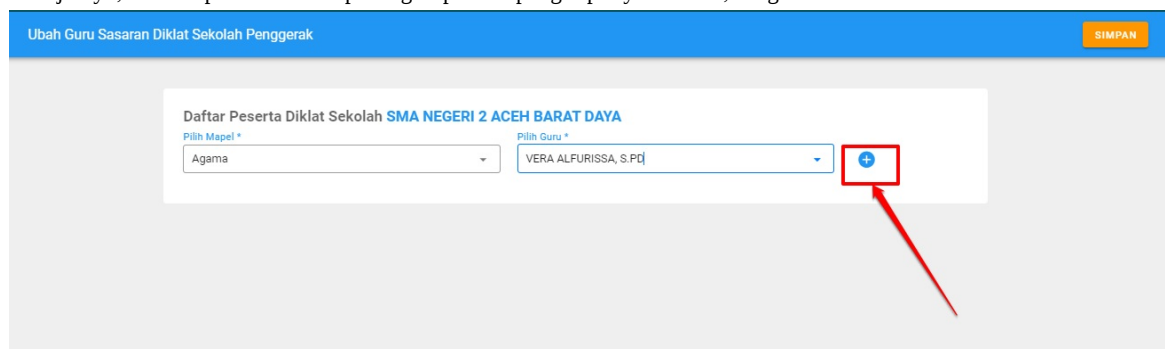 Ubah Guru Sasaran Diklat Sekolah Penggerak
SIMPAN
Daftar Peserta Diklat Sekolah SMA NEGERI 2 ACEH BARAT DAYA
Pilih Mapel *
Pilih Guru *
Agama
VERA ALFURISSA, S.PD